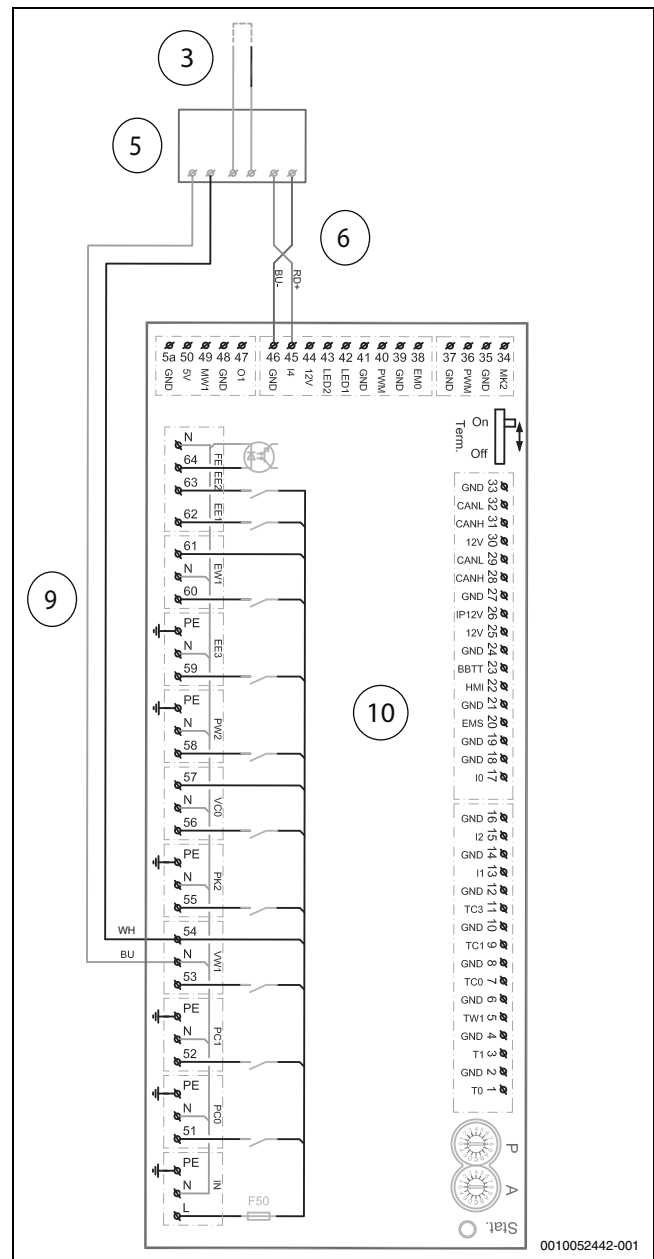 3
5
6
BU-
RD+
5a 50 49 48 47 46 45 44 43 42 41 40 39 38 37 36 35 34
GND 5V MW1 GND O1 GND I4 12V LED2 LED1 GND PWM GND EM0 GND PWM GND MK2
On
Term.
Off
N
64 FE
63 EE2
62 EE1
61
N EW1
60
PE
N EE3
59
PE
N PW2
58
57
N VC0
56
PE
N PK2
55
WH 54
BU N VW1
53
PE
N PC1
52
PE
N PC0
51
PE
N IN
L F50
9
10
GND 33
CANL 32
CANH 31
12V 30
CANL 29
CANH 28
GND 27
IP12V 26
12V 25
GND 24
BBTT 23
HMI 22
GND 21
EMS 20
GND 19
GND 18
I0 17
GND 16
I2 15
GND 14
I1 13
GND 12
TC3 11
GND 10
TC1 9
GND 8
TC0 7
GND 6
TW1 5
GND 4
T1 3
GND 2
T0 1
P
A
Stat.
0010052442-001